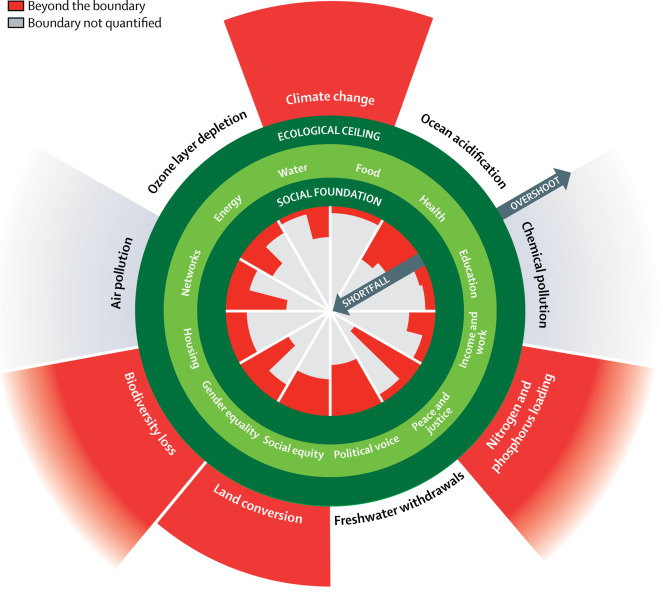 Beyond the boundary
Boundary not quantified
Climate change
Ozone layer depletion
Ocean acidification
ECOLOGICAL CEILING
Water
Food
Energy
Health
SOCIAL FOUNDATION
OVERSHOOT
Air pollution
Networks
Education
Chemical pollution
SHORTFALL
Housing
Income and
work
Biodiversity loss
Gender equality
Social equity
Political voice
Peace and
justice
Nitrogen and
phosphorus loading
Land conversion
Freshwater withdrawals